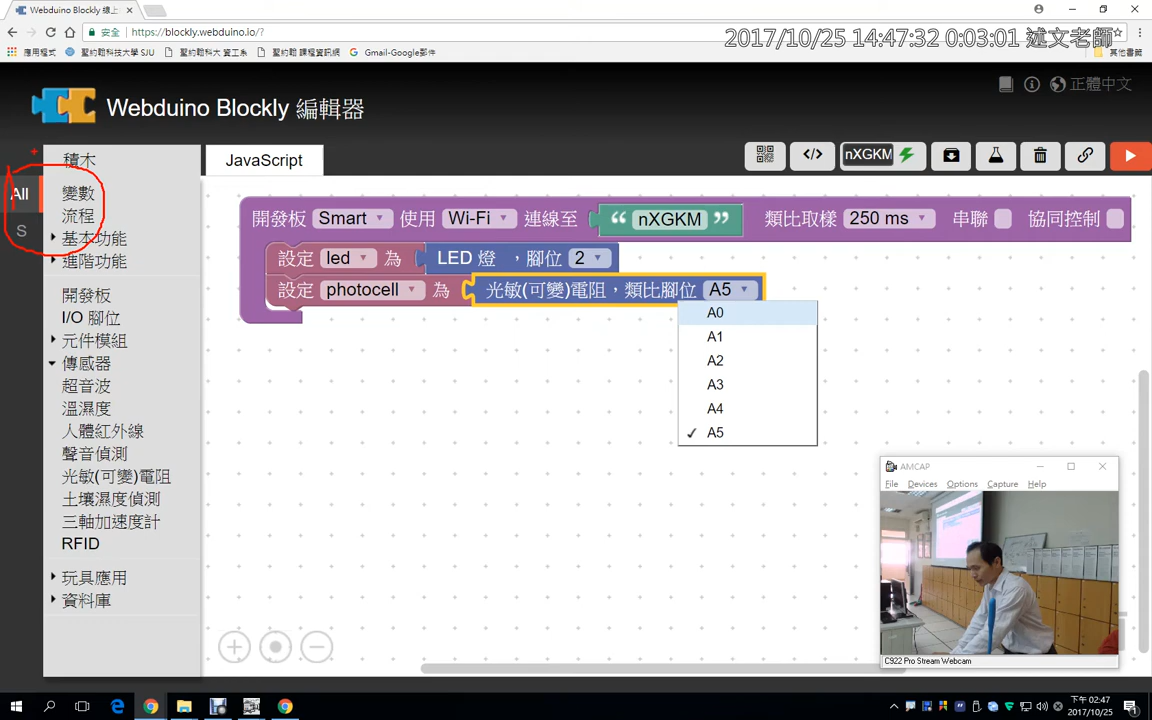 Webduino Blockly 線上
安全 https://blockly.webduino.io/?
2017/10/25 14:47:32 0:03:01 述文老師
應用程式 聖約翰科技大學 SJU 聖約翰科大 資工系 聖約翰 課程資訊網 Gmail-Google郵件 其他書籤
Webduino Blockly 編輯器
正體中文
積木
JavaScript
nXGKM
All
S
變數
流程
基本功能
進階功能
開發板
I/O 腳位
元件模組
傳感器
超音波
溫濕度
人體紅外線
聲音偵測
光敏(可變)電阻
土壤濕度偵測
三軸加速度計
RFID
玩具應用
資料庫
開發板 Smart 使用 Wi-Fi 連線至 “ nXGKM ” 類比取樣 250 ms 串聯 協同控制
設定 led 為 LED 燈 ，腳位 2
設定 photocell 為 光敏(可變)電阻，類比腳位 A5
A0
A1
A2
A3
A4
✓ A5
AMCAP
File Devices Options Capture Help
C922 Pro Stream Webcam
下午 02:47
2017/10/25